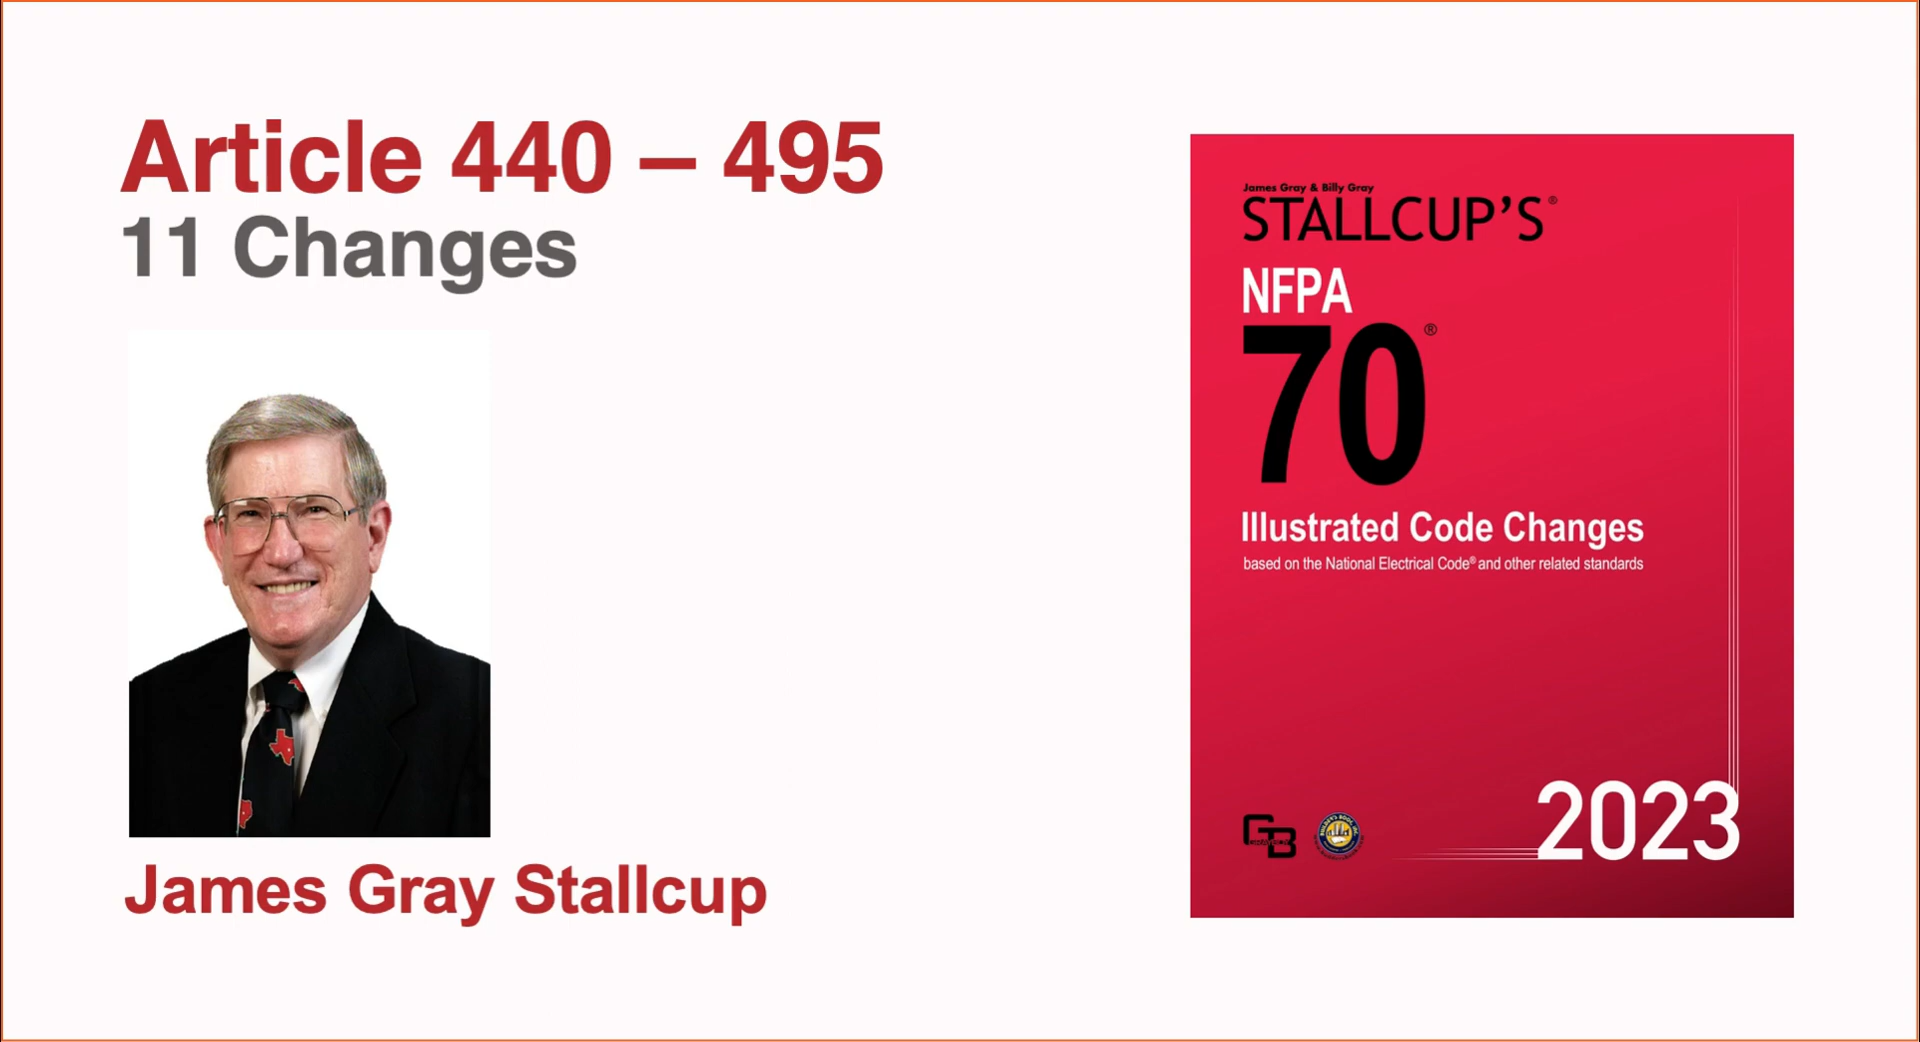 Article 440 – 495
11 Changes
James Gray Stallcup
James Gray & Billy Gray
STALLCUP'S®
NFPA
70®
Illustrated Code Changes
based on the National Electrical Code® and other related standards
GB
2023